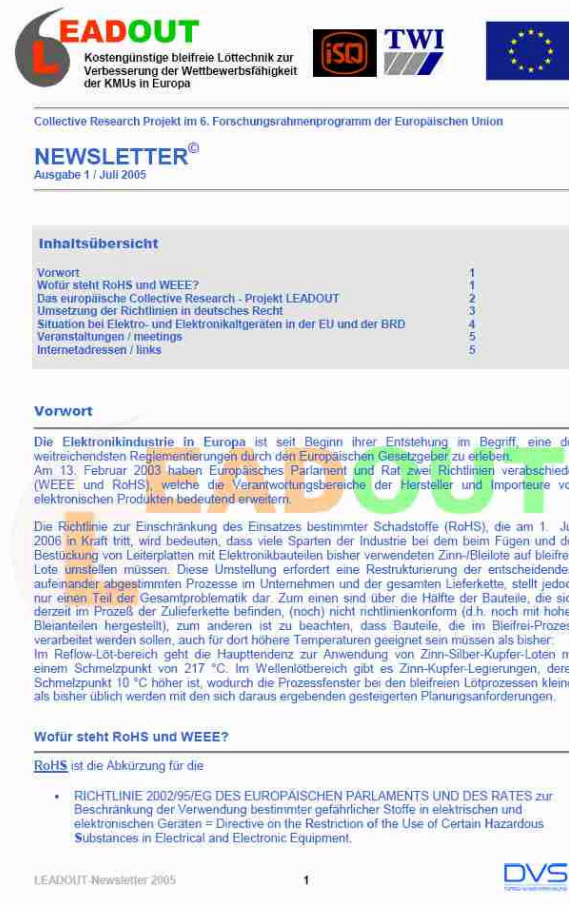 LEADOUT
Kostengünstige bleifreie Löttechnik zur
Verbesserung der Wettbewerbsfähigkeit
der KMUs in Europa
iSQ
TWI
Collective Research Projekt im 6. Forschungsrahmenprogramm der Europäischen Union
NEWSLETTER©
Ausgabe 1 / Juli 2005
Inhaltsübersicht
Vorwort 1
Wofür steht RoHS und WEEE? 1
Das europäische Collective Research - Projekt LEADOUT 2
Umsetzung der Richtlinien in deutsches Recht 3
Situation bei Elektro- und Elektronikaltgeräten in der EU und der BRD 4
Veranstaltungen / meetings 5
Internetadressen / links 5
Vorwort
Die Elektronikindustrie in Europa ist seit Beginn ihrer Entstehung im Begriff, eine de
weitreichendsten Reglementierungen durch den Europäischen Gesetzgeber zu erleben.
Am 13. Februar 2003 haben Europäisches Parlament und Rat zwei Richtlinien verabschiede
(WEEE und RoHS), welche die Verantwortungsbereiche der Hersteller und Importeure vo
elektronischen Produkten bedeutend erweitern.
Die Richtlinie zur Einschränkung des Einsatzes bestimmter Schadstoffe (RoHS), die am 1. Ju
2006 in Kraft tritt, wird bedeuten, dass viele Sparten der Industrie bei dem beim Fügen und de
Bestückung von Leiterplatten mit Elektronikbauteilen bisher verwendeten Zinn-/Bleilote auf bleifre
Lote umstellen müssen. Diese Umstellung erfordert eine Restrukturierung der entscheidende
aufeinander abgestimmten Prozesse im Unternehmen und der gesamten Lieferkette, stellt jedoc
nur einen Teil der Gesamtproblematik dar. Zum einen sind über die Hälfte der Bauteile, die sic
derzeit im Prozeß der Zulieferkette befinden, (noch) nicht richtlinienkonform (d.h. noch mit hohe
Bleianteilen hergestellt), zum anderen ist zu beachten, dass Bauteile, die im Bleifrei-Prozes
verarbeitet werden sollen, auch für dort höhere Temperaturen geeignet sein müssen als bisher.
Im Reflow-Löt-bereich geht die Haupttendenz zur Anwendung von Zinn-Silber-Kupfer-Loten m
einem Schmelzpunkt von 217 °C. Im Wellenlötbereich gibt es Zinn-Kupfer-Legierungen, dere
Schmelzpunkt 10 °C höher ist, wodurch die Prozessfenster bei den bleifreien Lötprozessen klein
als bisher üblich werden mit den sich daraus ergebenden gesteigerten Planungsanforderungen.
Wofür steht RoHS und WEEE?
RoHS ist die Abkürzung für die
• RICHTLINIE 2002/95/EG DES EUROPÄISCHEN PARLAMENTS UND DES RATES zur
Beschränkung der Verwendung bestimmter gefährlicher Stoffe in elektrischen und
elektronischen Geräten = Directive on the Restriction of the Use of Certain Hazardous
Substances in Electrical and Electronic Equipment.
LEADOUT-Newsletter 2005 1
DVS